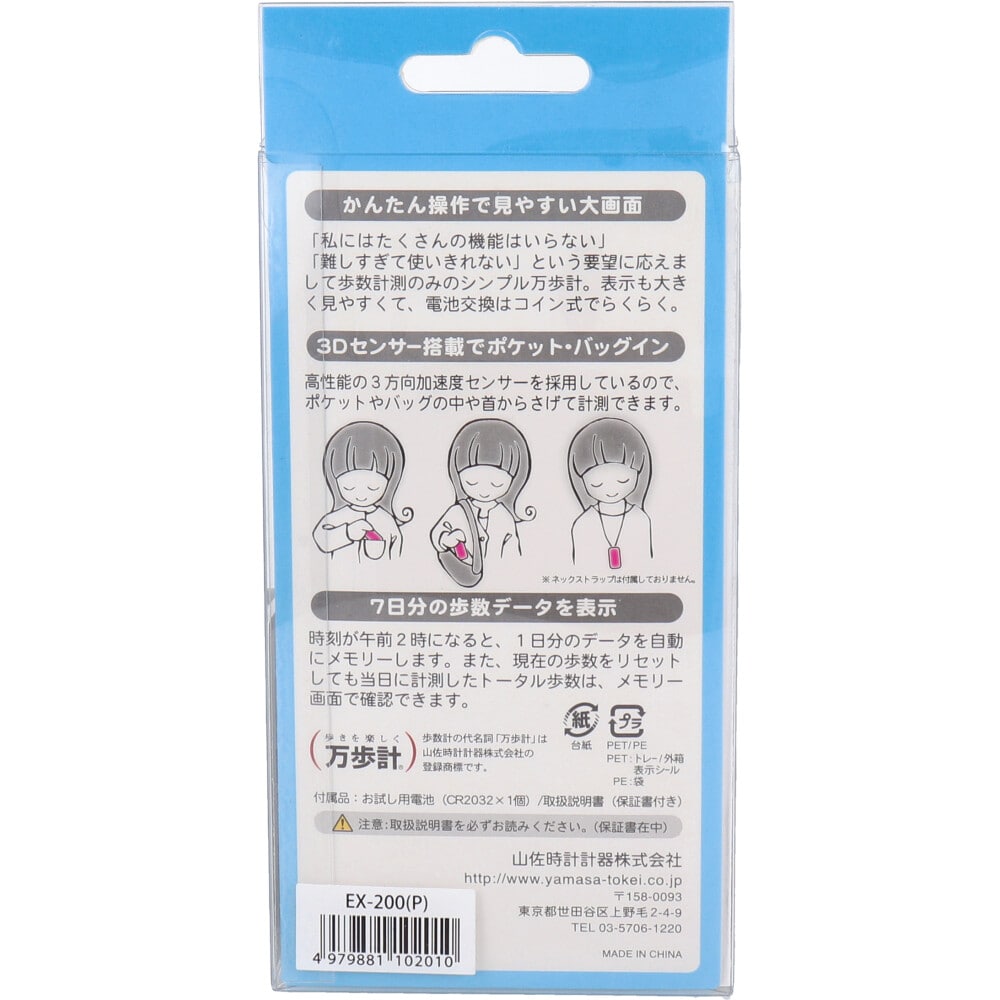 かんたん操作で見やすい大画面
「私にはたくさんの機能はいらない」
「難しすぎて使いきれない」という要望に応えま
して歩数計測のみのシンプル万歩計。表示も大き
く見やすくて、電池交換はコイン式でらくらく。
3Dセンサー搭載でポケット・バッグイン
高性能の3方向加速度センサーを採用しているので、
ポケットやバッグの中や首からさげて計測できます。
※ネックストラップは付属しておりません。
7日分の歩数データを表示
時刻が午前2時になると、1日分のデータを自動
にメモリーします。また、現在の歩数をリセット
しても当日に計測したトータル歩数は、メモリー
画面で確認できます。
歩きを楽しく
万歩計®
歩数計の代名詞「万歩計」は
山佐時計計器株式会社の
登録商標です。
紙
台紙
プラ
PET/PE
PET:トレー/外箱
表示シール
PE:袋
付属品:お試し用電池(CR2032×1個)/取扱説明書(保証書付き)
注意:取扱説明書を必ずお読みください。(保証書在中)
山佐時計計器株式会社
http://www.yamasa-tokei.co.jp
〒158-0093
東京都世田谷区上野毛2-4-9
TEL 03-5706-1220
MADE IN CHINA
EX-200(P)
4 979881 102010